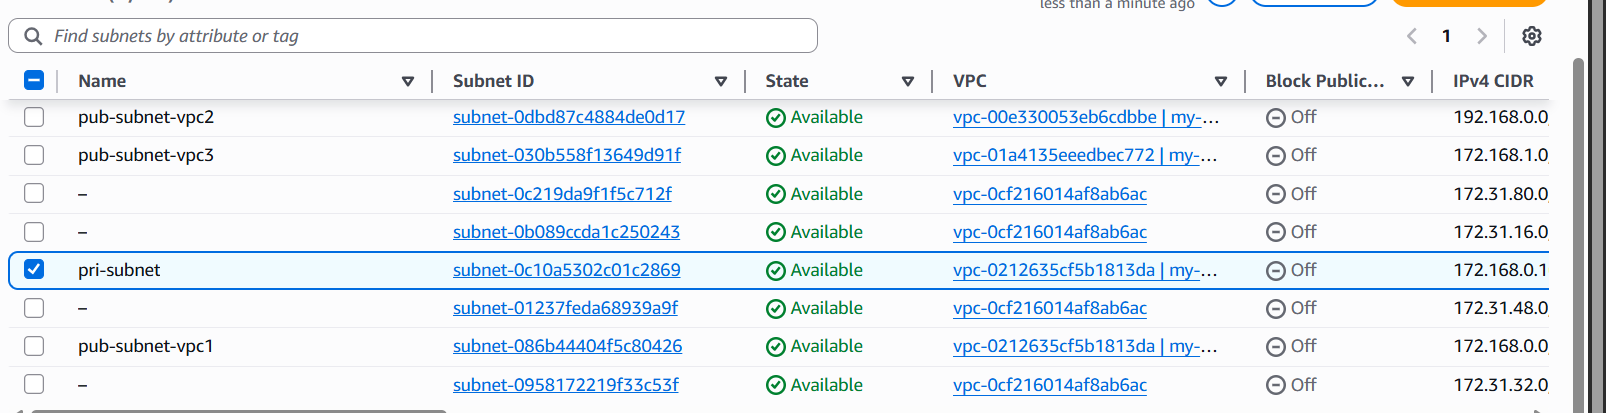 less than a minute ago
Find subnets by attribute or tag
1
Name Subnet ID State VPC Block Public... IPv4 CIDR
pub-subnet-vpc2 subnet-0dbd87c4884de0d17 Available vpc-00e330053eb6cdbbe | my-... Off 192.168.0.0
pub-subnet-vpc3 subnet-030b558f13649d91f Available vpc-01a4135eeedbec772 | my-... Off 172.168.1.0
– subnet-0c219da9f1f5c712f Available vpc-0cf216014af8ab6ac Off 172.31.80.0
– subnet-0b089ccda1c250243 Available vpc-0cf216014af8ab6ac Off 172.31.16.0
pri-subnet subnet-0c10a5302c01c2869 Available vpc-0212635cf5b1813da | my-... Off 172.168.0.1
– subnet-01237feda68939a9f Available vpc-0cf216014af8ab6ac Off 172.31.48.0
pub-subnet-vpc1 subnet-086b44404f5c80426 Available vpc-0212635cf5b1813da | my-... Off 172.168.0.0
– subnet-0958172219f33c53f Available vpc-0cf216014af8ab6ac Off 172.31.32.0